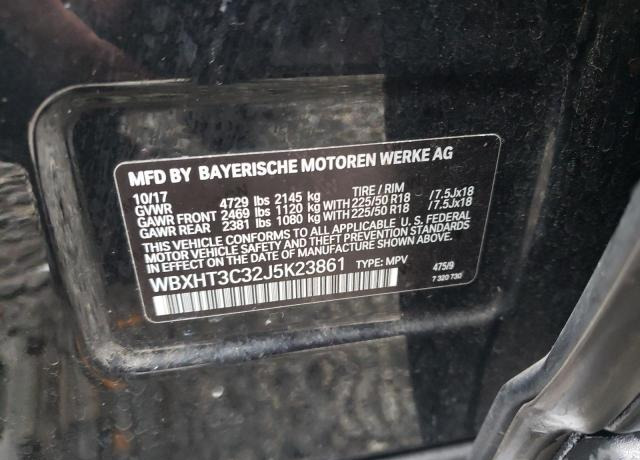 MFD BY BAYERISCHE MOTOREN WERKE AG
10/17 TIRE / RIM
GVWR 4729 lbs 2145 kg
GAWR FRONT 2469 lbs 1120 kg WITH 225/50 R18 /7.5Jx18
GAWR REAR 2381 lbs 1080 kg WITH 225/50 R18 /7.5Jx18
THIS VEHICLE CONFORMS TO ALL APPLICABLE U. S. FEDERAL
MOTOR VEHICLE SAFETY AND THEFT PREVENTION STANDARDS
IN EFFECT ON THE DATE OF MANUFACTURE SHOWN ABOVE.
WBXHT3C32J5K23861 TYPE: MPV 475/9
7 320 730